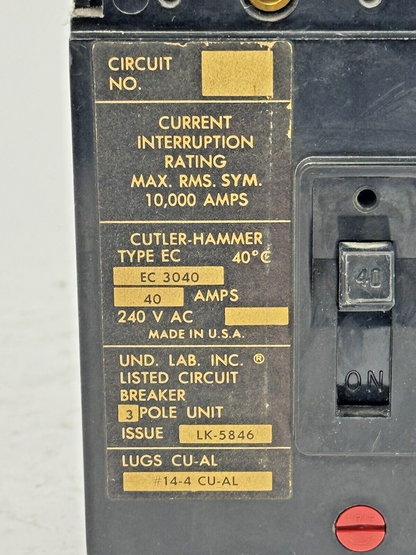 CIRCUIT
NO.
CURRENT
INTERRUPTION
RATING
MAX. RMS. SYM.
10,000 AMPS
CUTLER-HAMMER
TYPE EC 40°C
EC 3040
40 AMPS
240 V AC
MADE IN U.S.A.
UND. LAB. INC. ®
LISTED CIRCUIT
BREAKER
3 POLE UNIT
ISSUE LK-5846
LUGS CU-AL
#14-4 CU-AL
40
ON